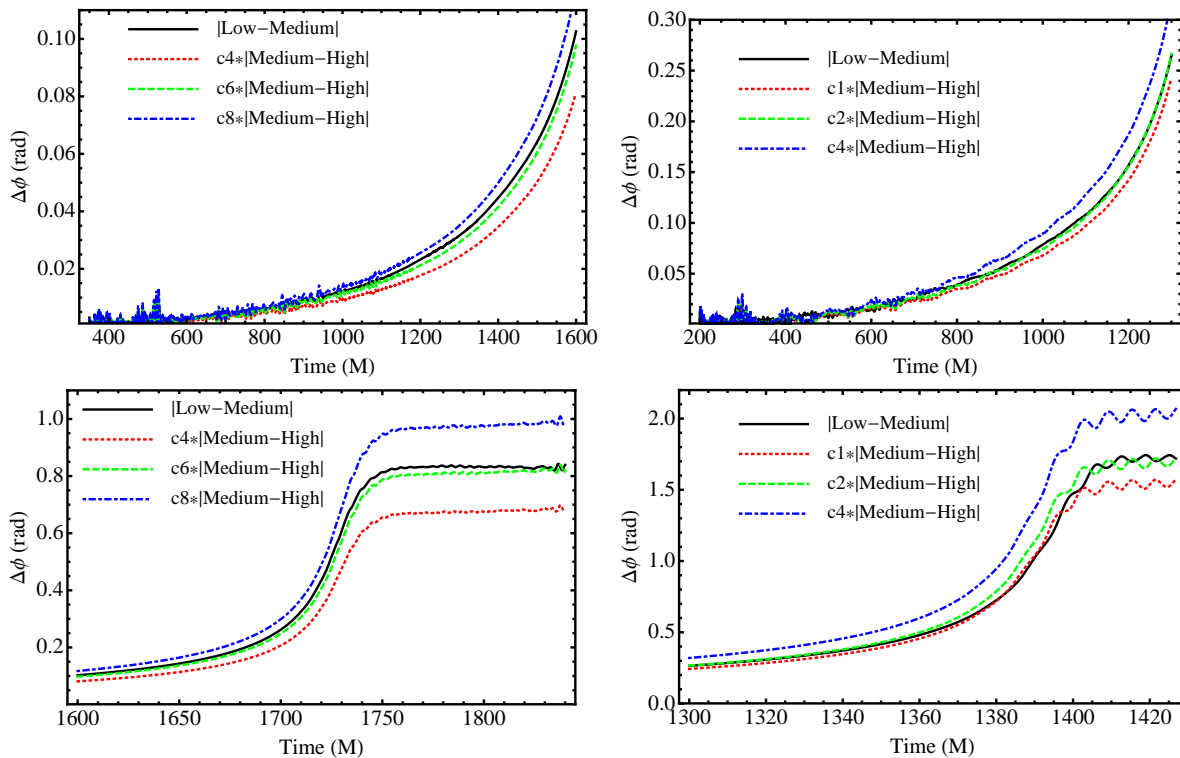 |Low−Medium|
c4∗|Medium−High|
c6∗|Medium−High|
c8∗|Medium−High|
0.10
0.08
0.06
0.04
0.02
Δϕ (rad)
400 600 800 1000 1200 1400 1600
Time (M)
|Low−Medium|
c1∗|Medium−High|
c2∗|Medium−High|
c4∗|Medium−High|
0.30
0.25
0.20
0.15
0.10
0.05
Δϕ (rad)
200 400 600 800 1000 1200
Time (M)
|Low−Medium|
c4∗|Medium−High|
c6∗|Medium−High|
c8∗|Medium−High|
1.0
0.8
0.6
0.4
0.2
Δϕ (rad)
1600 1650 1700 1750 1800
Time (M)
|Low−Medium|
c1∗|Medium−High|
c2∗|Medium−High|
c4∗|Medium−High|
2.0
1.5
1.0
0.5
0.0
Δϕ (rad)
1300 1320 1340 1360 1380 1400 1420
Time (M)